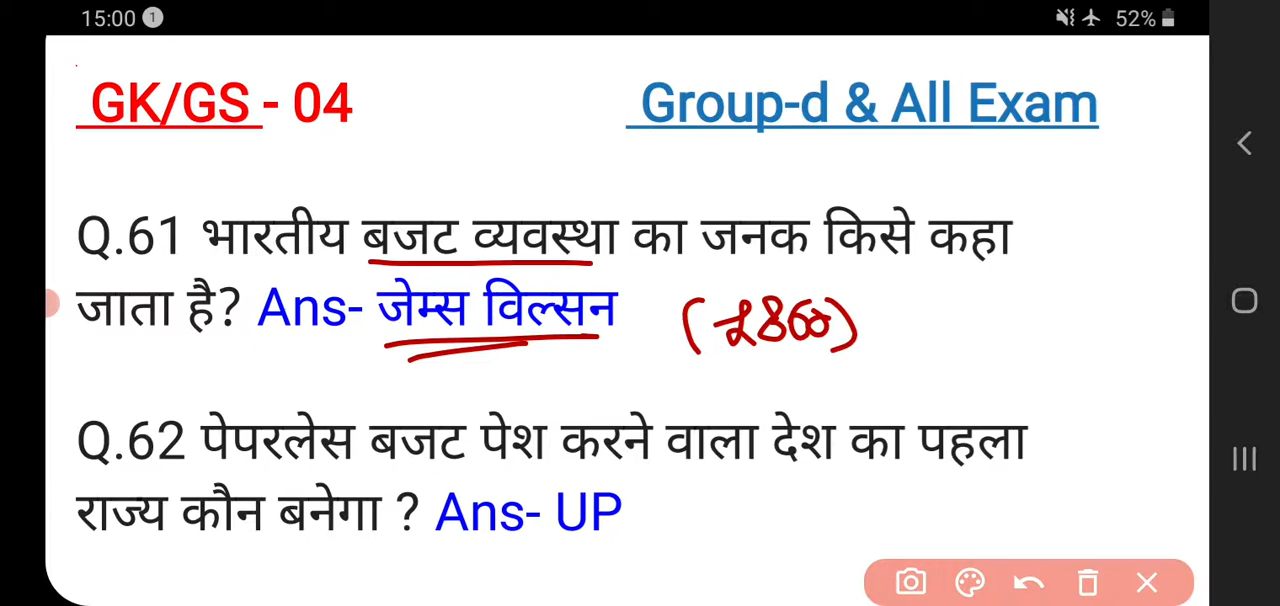 15:00 1 52%
GK/GS - 04 Group-d & All Exam
Q.61 भारतीय बजट व्यवस्था का जनक किसे कहा
जाता है? Ans- जेम्स विल्सन (1860)
Q.62 पेपरलेस बजट पेश करने वाला देश का पहला
राज्य कौन बनेगा ? Ans- UP